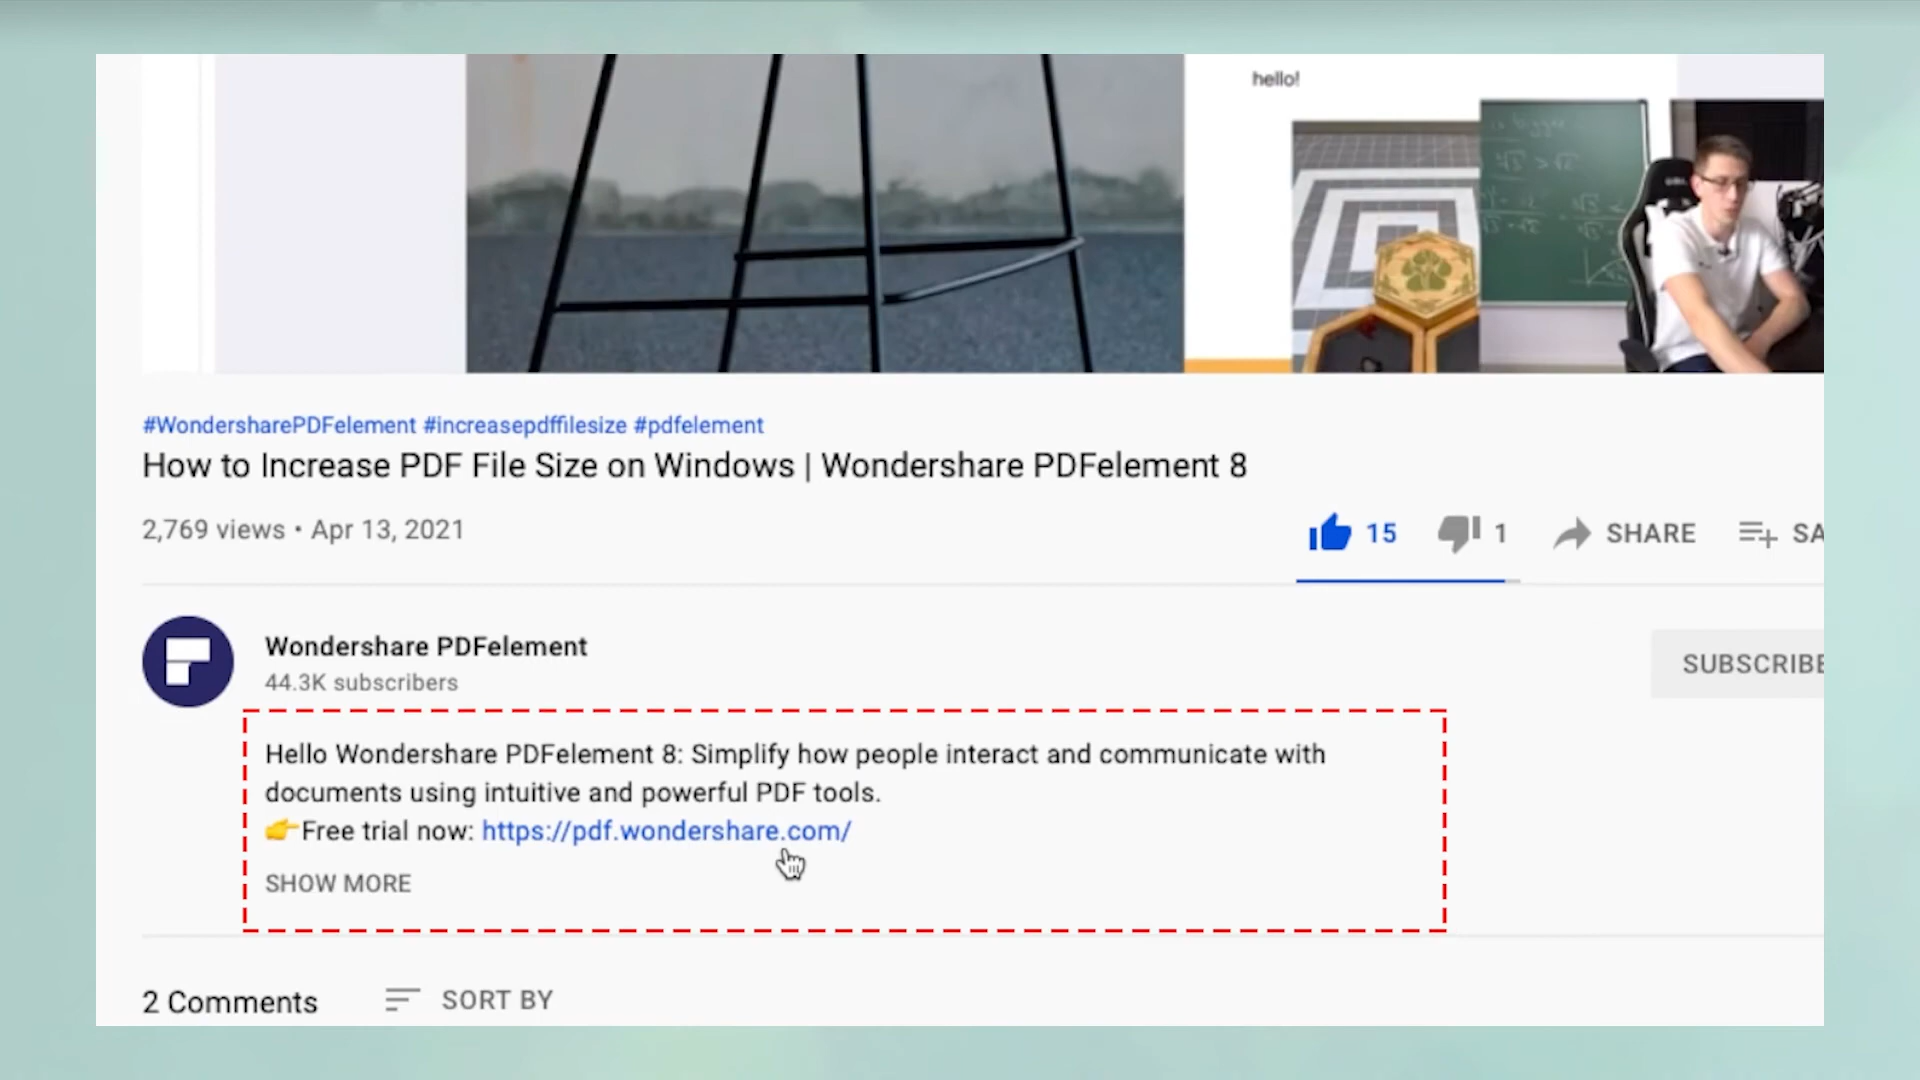 hello!
#WondersharePDFelement #increasepdffilesize #pdfelement
How to Increase PDF File Size on Windows | Wondershare PDFelement 8
2,769 views • Apr 13, 2021
15
1
SHARE
SA
Wondershare PDFelement
44.3K subscribers
SUBSCRIBE
Hello Wondershare PDFelement 8: Simplify how people interact and communicate with
documents using intuitive and powerful PDF tools.
👉Free trial now: https://pdf.wondershare.com/
SHOW MORE
2 Comments
SORT BY